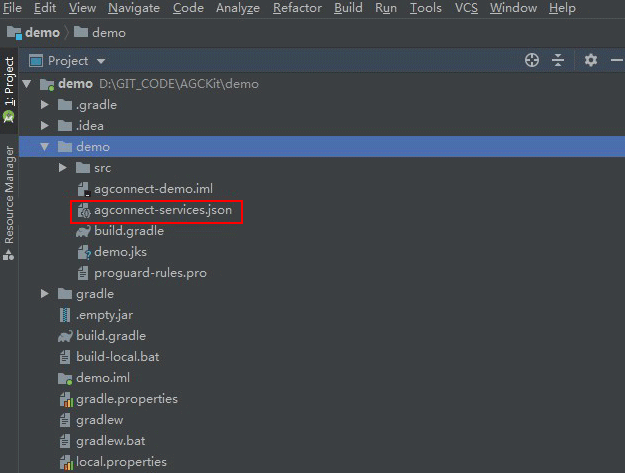 File Edit View Navigate Code Analyze Refactor Build Run Tools VCS Window Help
demo demo
Project
demo D:\GIT_CODE\AGCKit\demo
.gradle
.idea
demo
src
agconnect-demo.iml
agconnect-services.json
build.gradle
demo.jks
proguard-rules.pro
gradle
.empty.jar
build.gradle
build-local.bat
demo.iml
gradle.properties
gradlew
gradlew.bat
local.properties
1: Project
Resource Manager